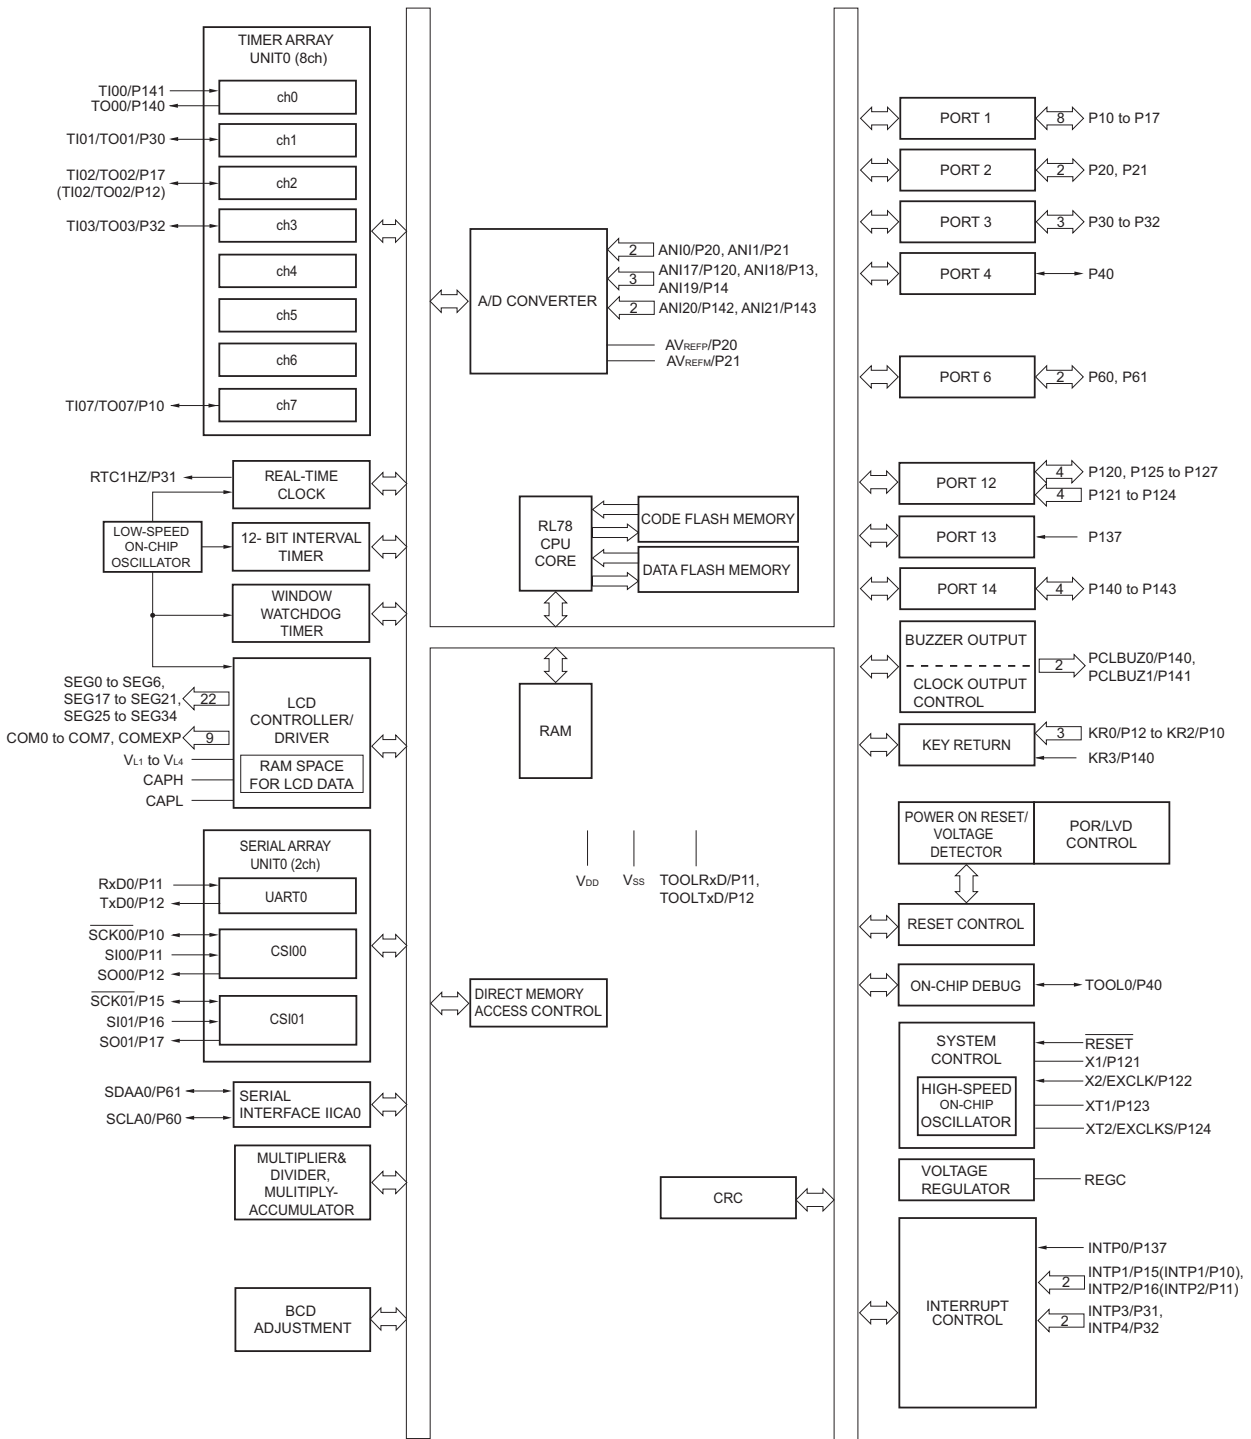 TIMER ARRAY
UNIT0 (8ch)
TI00/P141
TO00/P140
ch0
TI01/TO01/P30
ch1
TI02/TO02/P17
(TI02/TO02/P12)
ch2
TI03/TO03/P32
ch3
ch4
ch5
ch6
TI07/TO07/P10
ch7
RTC1HZ/P31
REAL-TIME
CLOCK
LOW-SPEED
ON-CHIP
OSCILLATOR
12- BIT INTERVAL
TIMER
WINDOW
WATCHDOG
TIMER
SEG0 to SEG6,
SEG17 to SEG21,
SEG25 to SEG34
22
COM0 to COM7, COMEXP
9
VL1 to VL4
CAPH
CAPL
LCD
CONTROLLER/
DRIVER
RAM SPACE
FOR LCD DATA
SERIAL ARRAY
UNIT0 (2ch)
RxD0/P11
TxD0/P12
UART0
SCK00/P10
SI00/P11
SO00/P12
CSI00
SCK01/P15
SI01/P16
SO01/P17
CSI01
SDAA0/P61
SCLA0/P60
SERIAL
INTERFACE IICA0
MULTIPLIER&
DIVIDER,
MULITIPLY-
ACCUMULATOR
BCD
ADJUSTMENT
A/D CONVERTER
2
ANI0/P20, ANI1/P21
3
ANI17/P120, ANI18/P13,
ANI19/P14
2
ANI20/P142, ANI21/P143
AVREFP/P20
AVREFM/P21
RL78
CPU
CORE
CODE FLASH MEMORY
DATA FLASH MEMORY
RAM
VDD
VSS
TOOLRxD/P11,
TOOLTxD/P12
DIRECT MEMORY
ACCESS CONTROL
CRC
PORT 1
8
P10 to P17
PORT 2
2
P20, P21
PORT 3
3
P30 to P32
PORT 4
P40
PORT 6
2
P60, P61
PORT 12
4
P120, P125 to P127
4
P121 to P124
PORT 13
P137
PORT 14
4
P140 to P143
BUZZER OUTPUT
CLOCK OUTPUT
CONTROL
2
PCLBUZ0/P140,
PCLBUZ1/P141
KEY RETURN
3
KR0/P12 to KR2/P10
KR3/P140
POWER ON RESET/
VOLTAGE
DETECTOR
POR/LVD
CONTROL
RESET CONTROL
ON-CHIP DEBUG
TOOL0/P40
SYSTEM
CONTROL
HIGH-SPEED
ON-CHIP
OSCILLATOR
RESET
X1/P121
X2/EXCLK/P122
XT1/P123
XT2/EXCLKS/P124
VOLTAGE
REGULATOR
REGC
INTERRUPT
CONTROL
INTP0/P137
2
INTP1/P15(INTP1/P10),
INTP2/P16(INTP2/P11)
2
INTP3/P31,
INTP4/P32